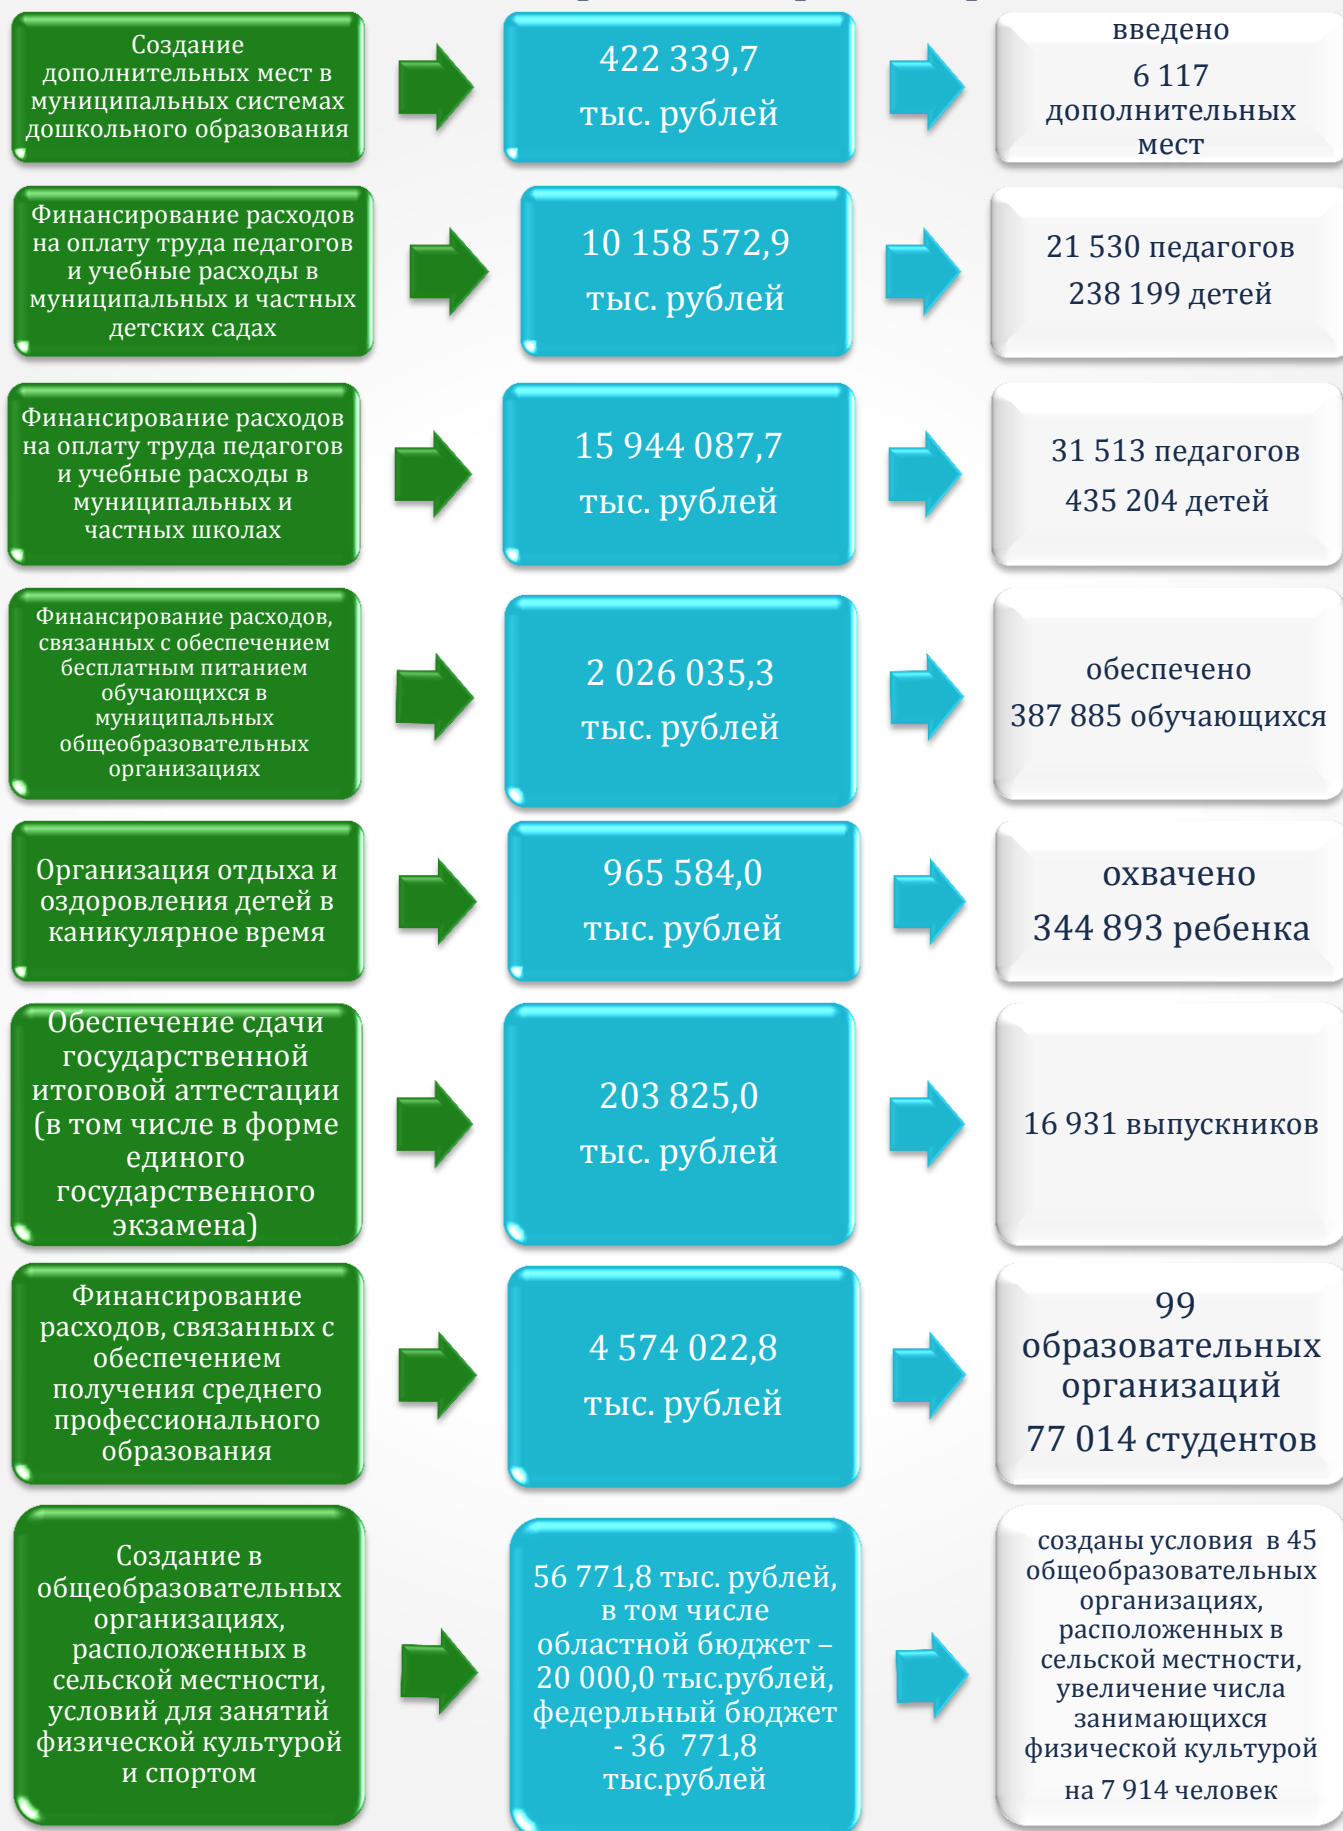 Создание
дополнительных мест в
муниципальных системах
дошкольного образования
422 339,7
тыс. рублей
введено
6 117
дополнительных
мест
Финансирование расходов
на оплату труда педагогов
и учебные расходы в
муниципальных и частных
детских садах
10 158 572,9
тыс. рублей
21 530 педагогов
238 199 детей
Финансирование расходов
на оплату труда педагогов
и учебные расходы в
муниципальных и
частных школах
15 944 087,7
тыс. рублей
31 513 педагогов
435 204 детей
Финансирование расходов,
связанных с обеспечением
бесплатным питанием
обучающихся в
муниципальных
общеобразовательных
организациях
2 026 035,3
тыс. рублей
обеспечено
387 885 обучающихся
Организация отдыха и
оздоровления детей в
каникулярное время
965 584,0
тыс. рублей
охвачено
344 893 ребенка
Обеспечение сдачи
государственной
итоговой аттестации
(в том числе в форме
единого
государственного
экзамена)
203 825,0
тыс. рублей
16 931 выпускников
Финансирование
расходов, связанных с
обеспечением
получения среднего
профессионального
образования
4 574 022,8
тыс. рублей
99
образовательных
организаций
77 014 студентов
Создание в
общеобразовательных
организациях,
расположенных в
сельской местности,
условий для занятий
физической культурой
и спортом
56 771,8 тыс. рублей,
в том числе
областной бюджет –
20 000,0 тыс.рублей,
федерльный бюджет
- 36 771,8
тыс.рублей
созданы условия в 45
общеобразовательных
организациях,
расположенных в
сельской местности,
увеличение числа
занимающихся
физической культурой
на 7 914 человек